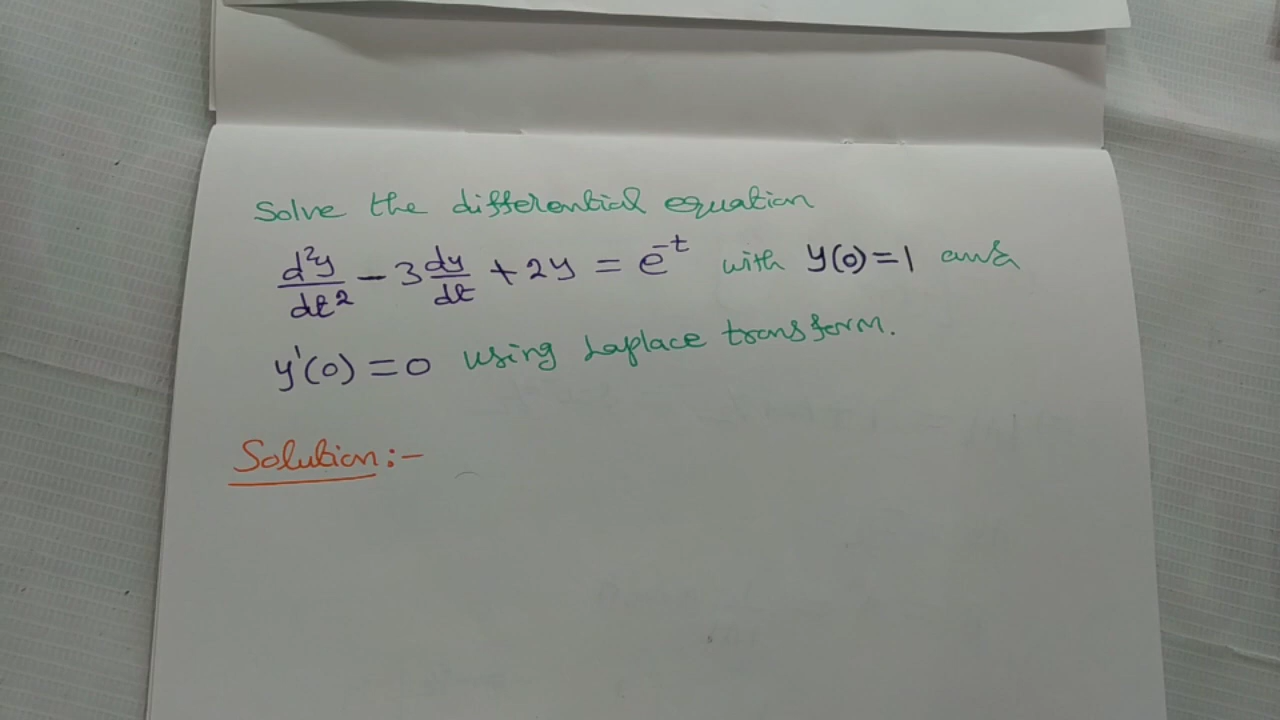 Solve the differential equation
d²y/dt² - 3 dy/dt + 2y = e^-t with y(0)=1 and
y'(0) = 0 using Laplace transform.
Solution:-